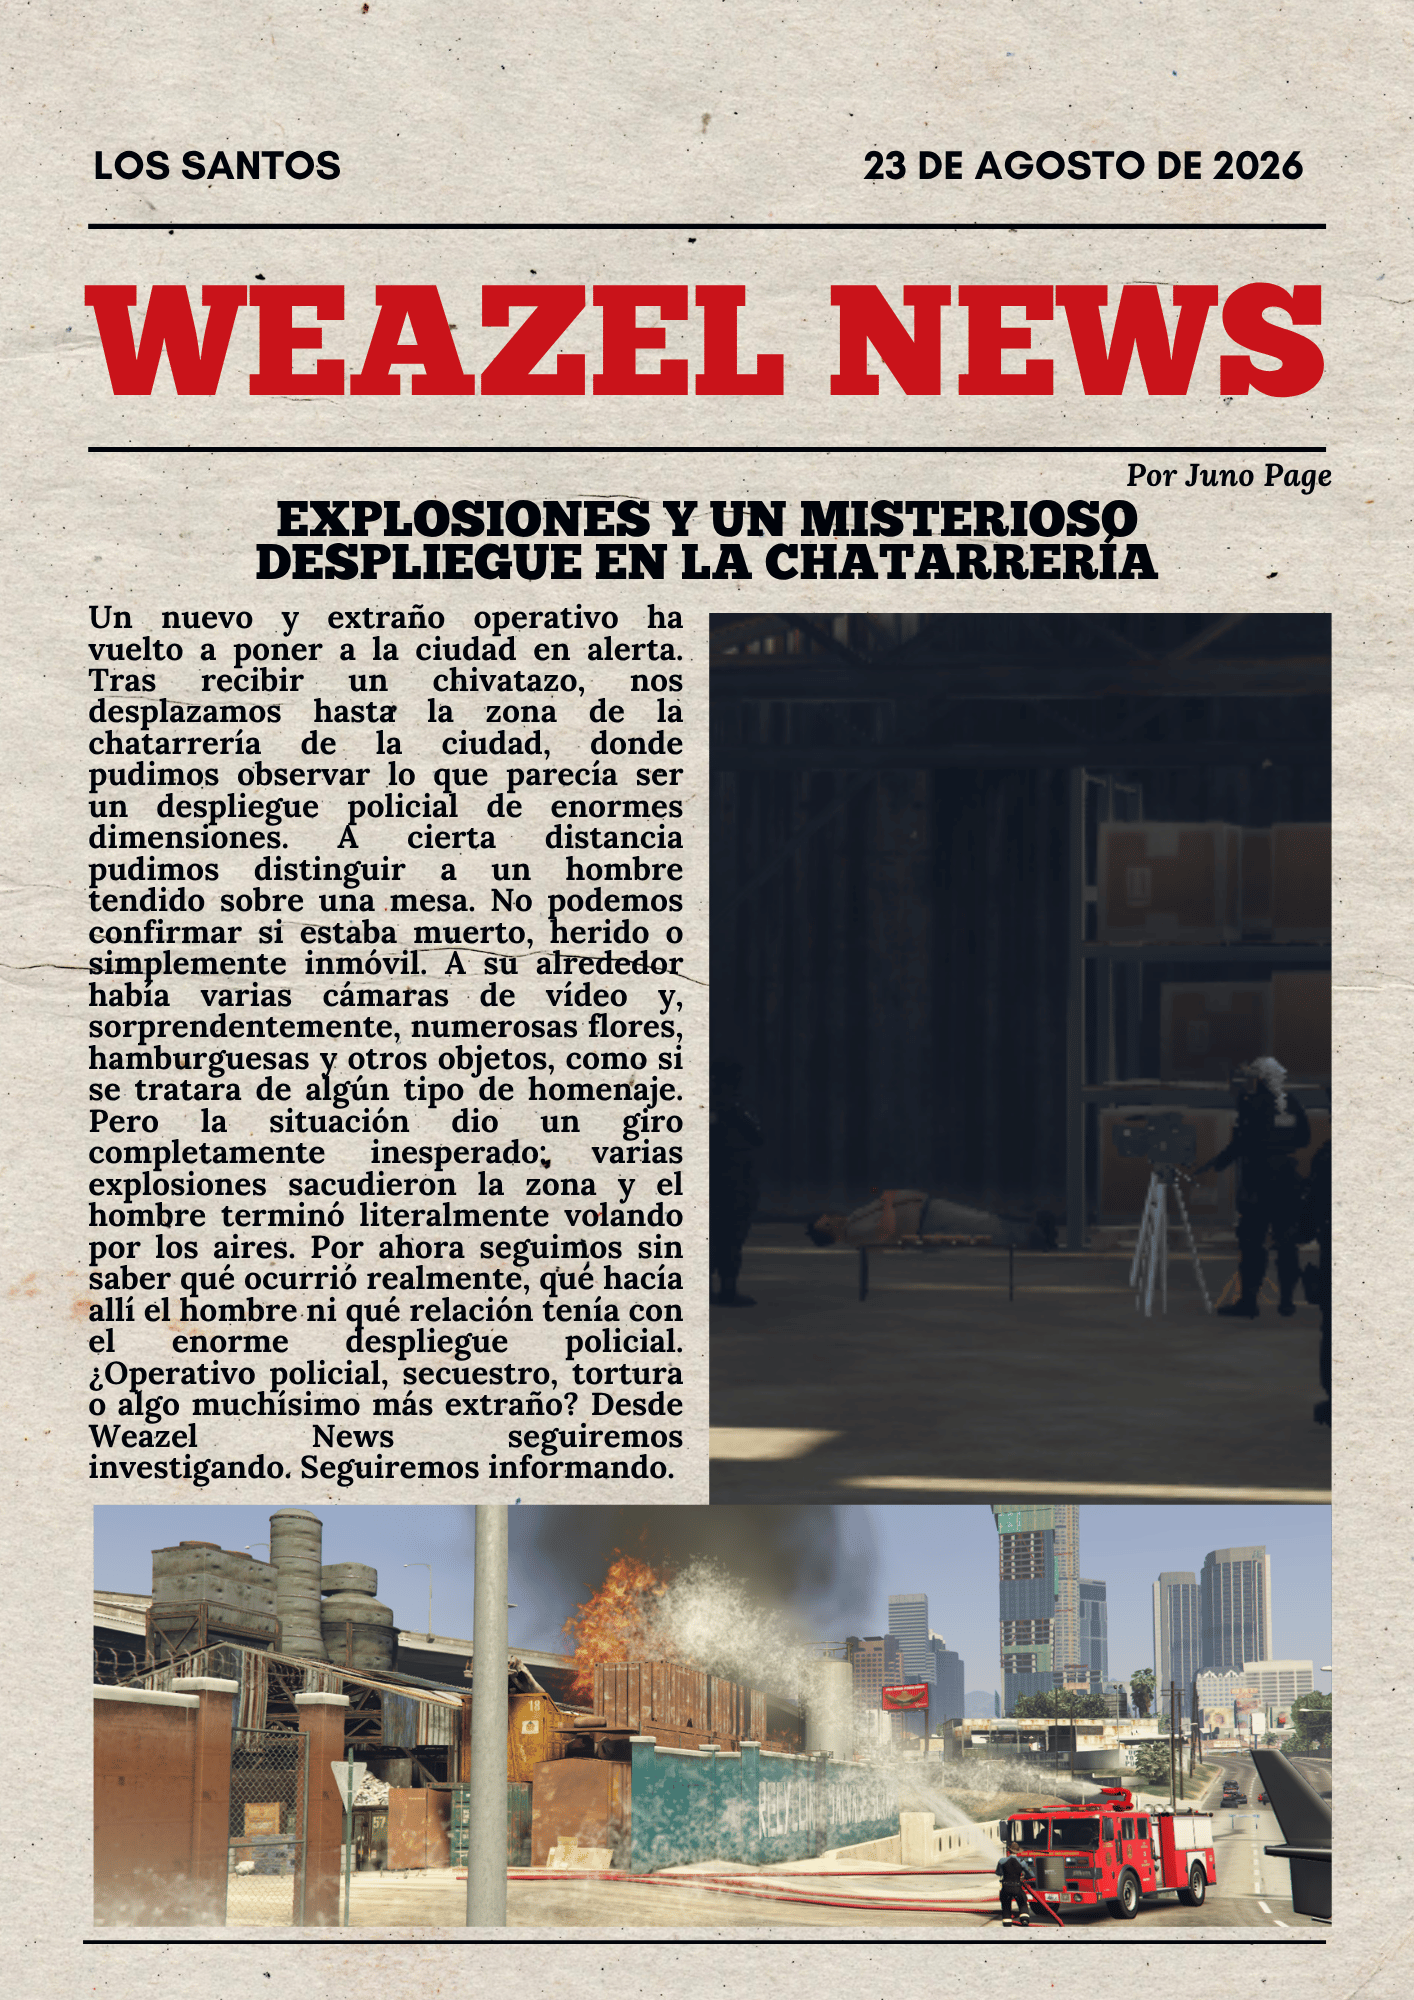 LOS SANTOS
23 DE AGOSTO DE 2026
WEAZEL NEWS
Por Juno Page
EXPLOSIONES Y UN MISTERIOSO
DESPLIEGUE EN LA CHATARRERÍA
Un nuevo y extraño operativo ha
vuelto a poner a la ciudad en alerta.
Tras recibir un chivatazo, nos
desplazamos hasta la zona de la
chatarrería de la ciudad, donde
pudimos observar lo que parecía ser
un despliegue policial de enormes
dimensiones. A cierta distancia
pudimos distinguir a un hombre
tendido sobre una mesa. No podemos
confirmar si estaba muerto, herido o
simplemente inmóvil. A su alrededor
había varias cámaras de vídeo y,
sorprendentemente, numerosas flores,
hamburguesas y otros objetos, como si
se tratara de algún tipo de homenaje.
Pero la situación dio un giro
completamente inesperado: varias
explosiones sacudieron la zona y el
hombre terminó literalmente volando
por los aires. Por ahora seguimos sin
saber qué ocurrió realmente, qué hacía
allí el hombre ni qué relación tenía con
el enorme despliegue policial.
¿Operativo policial, secuestro, tortura
o algo muchísimo más extraño? Desde
Weazel News seguiremos
investigando. Seguiremos informando.
18
57